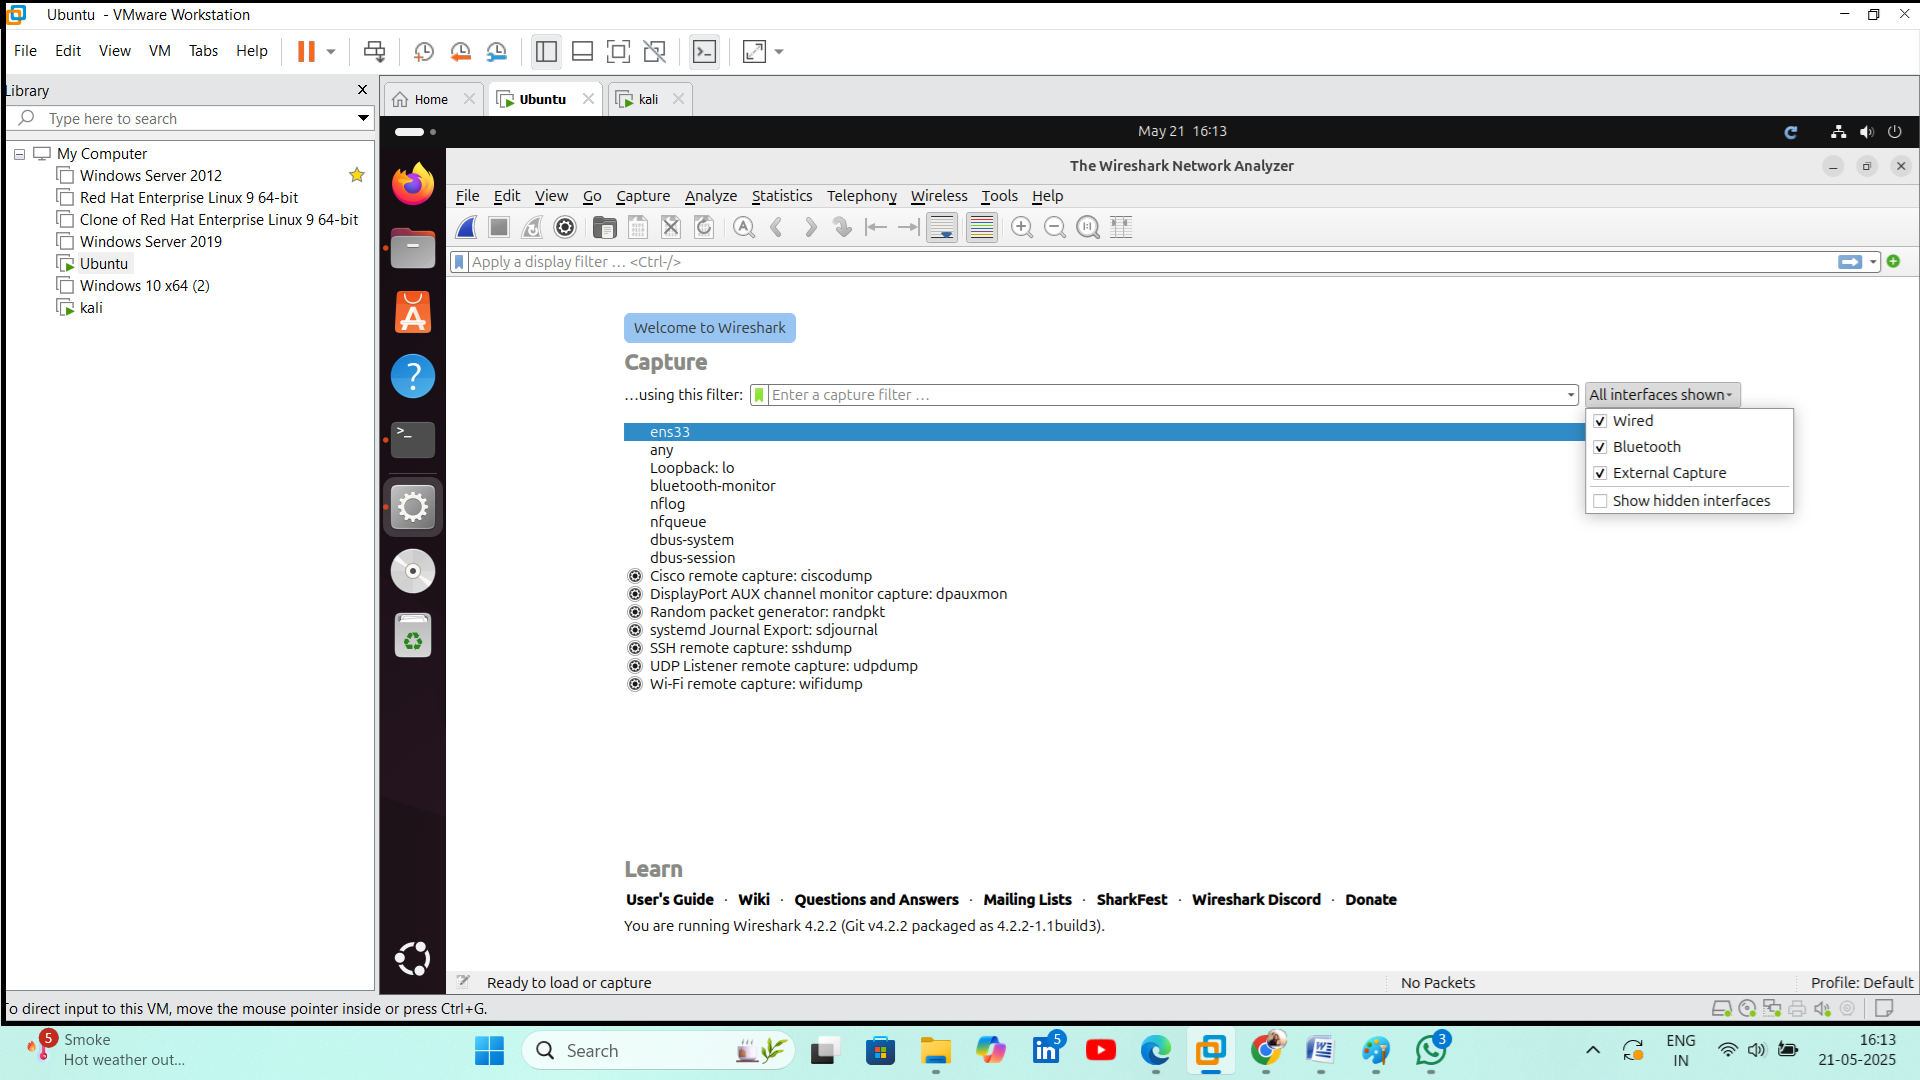 Ubuntu - VMware Workstation
File Edit View VM Tabs Help
Library
Type here to search
My Computer
Windows Server 2012
Red Hat Enterprise Linux 9 64-bit
Clone of Red Hat Enterprise Linux 9 64-bit
Windows Server 2019
Ubuntu
Windows 10 x64 (2)
kali
Home Ubuntu kali
May 21 16:13
The Wireshark Network Analyzer
File Edit View Go Capture Analyze Statistics Telephony Wireless Tools Help
Apply a display filter … <Ctrl-/>
Welcome to Wireshark
Capture
…using this filter: Enter a capture filter … All interfaces shown
Wired
Bluetooth
External Capture
Show hidden interfaces
ens33
any
Loopback: lo
bluetooth-monitor
nflog
nfqueue
dbus-system
dbus-session
Cisco remote capture: ciscodump
DisplayPort AUX channel monitor capture: dpauxmon
Random packet generator: randpkt
systemd Journal Export: sdjournal
SSH remote capture: sshdump
UDP Listener remote capture: udpdump
Wi-Fi remote capture: wifidump
Learn
User's Guide · Wiki · Questions and Answers · Mailing Lists · SharkFest · Wireshark Discord · Donate
You are running Wireshark 4.2.2 (Git v4.2.2 packaged as 4.2.2-1.1build3).
Ready to load or capture No Packets Profile: Default
To direct input to this VM, move the mouse pointer inside or press Ctrl+G.
5 Smoke
Hot weather out...
Search
5
3
ENG
IN
16:13
21-05-2025